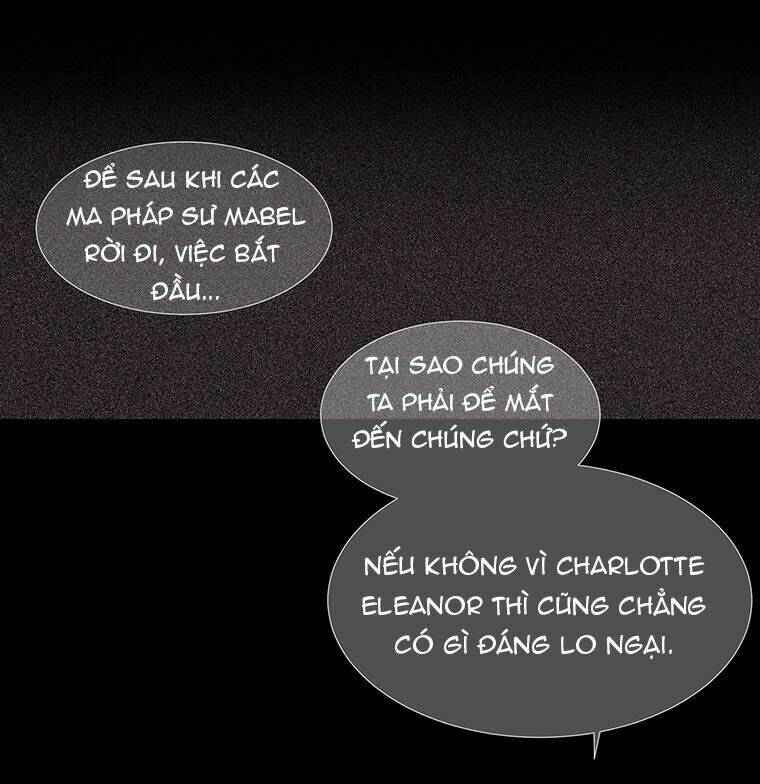 ĐỂ SAU KHI CÁC
MA PHÁP SƯ MABEL
RỜI ĐI, VIỆC BẮT
ĐẦU...
TẠI SAO CHÚNG
TA PHẢI ĐỂ MẮT
ĐẾN CHÚNG CHỨ?
NẾU KHÔNG VÌ CHARLOTTE
ELEANOR THÌ CŨNG CHẲNG
CÓ GÌ ĐÁNG LO NGẠI.